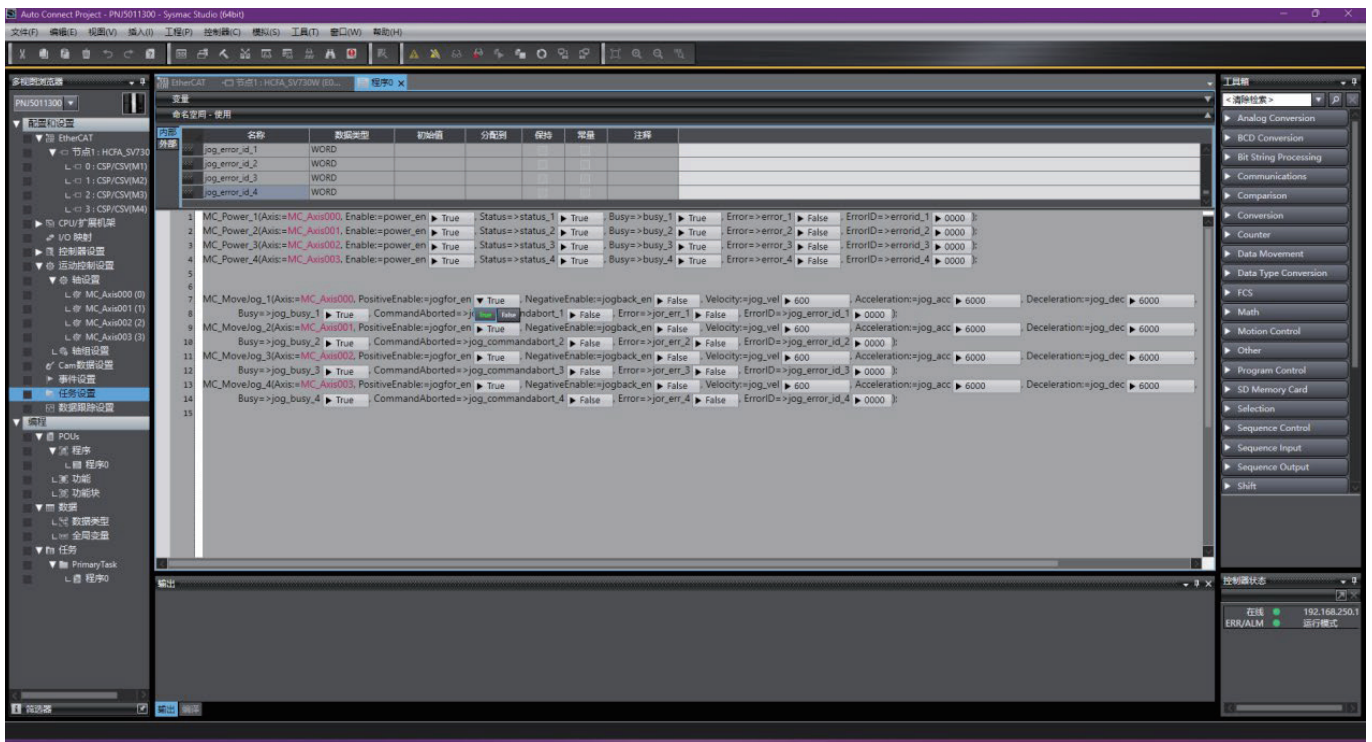 Auto Connect Project - PNJ5011300 - Sysmac Studio (64bit)
文件(F) 编辑(E) 视图(V) 插入(I) 工程(P) 控制器(C) 模拟(S) 工具(T) 窗口(W) 帮助(H)
多视图浏览器
PNJ5011300
配置和设置
EtherCAT
节点1 : HCFA_SV730
0 : CSP/CSV(M1)
1 : CSP/CSV(M2)
2 : CSP/CSV(M3)
3 : CSP/CSV(M4)
CPU/扩展机架
I/O 映射
控制器设置
运动控制设置
轴设置
MC_Axis000 (0)
MC_Axis001 (1)
MC_Axis002 (2)
MC_Axis003 (3)
轴组设置
Cam数据设置
事件设置
任务设置
数据跟踪设置
编程
POUs
程序
程序0
功能
功能块
数据
数据类型
全局变量
任务
PrimaryTask
程序0
筛选器
EtherCAT 节点1 : HCFA_SV730W (E0... 程序0
变量
命名空间 - 使用
内部
外部
名称 数据类型 初始值 分配到 保持 常量 注释
jog_error_id_1 WORD
jog_error_id_2 WORD
jog_error_id_3 WORD
jog_error_id_4 WORD
1 MC_Power_1(Axis:=MC_Axis000, Enable:=power_en True , Status=>status_1 True , Busy=>busy_1 True , Error=>error_1 False , ErrorID=>errorid_1 0000 );
2 MC_Power_2(Axis:=MC_Axis001, Enable:=power_en True , Status=>status_2 True , Busy=>busy_2 True , Error=>error_2 False , ErrorID=>errorid_2 0000 );
3 MC_Power_3(Axis:=MC_Axis002, Enable:=power_en True , Status=>status_3 True , Busy=>busy_3 True , Error=>error_3 False , ErrorID=>errorid_3 0000 );
4 MC_Power_4(Axis:=MC_Axis003, Enable:=power_en True , Status=>status_4 True , Busy=>busy_4 True , Error=>error_4 False , ErrorID=>errorid_4 0000 );
5
6
7 MC_MoveJog_1(Axis:=MC_Axis000, PositiveEnable:=jogfor_en True , NegativeEnable:=jogback_en False , Velocity:=jog_vel 600 , Acceleration:=jog_acc 6000 , Deceleration:=jog_dec 6000 ,
8 Busy=>jog_busy_1 True , CommandAborted=>j True False ndabort_1 False , Error=>jor_err_1 False , ErrorID=>jog_error_id_1 0000 );
9 MC_MoveJog_2(Axis:=MC_Axis001, PositiveEnable:=jogfor_en True , NegativeEnable:=jogback_en False , Velocity:=jog_vel 600 , Acceleration:=jog_acc 6000 , Deceleration:=jog_dec 6000 ,
10 Busy=>jog_busy_2 True , CommandAborted=>jog_commandabort_2 False , Error=>jor_err_2 False , ErrorID=>jog_error_id_2 0000 );
11 MC_MoveJog_3(Axis:=MC_Axis002, PositiveEnable:=jogfor_en True , NegativeEnable:=jogback_en False , Velocity:=jog_vel 600 , Acceleration:=jog_acc 6000 , Deceleration:=jog_dec 6000 ,
12 Busy=>jog_busy_3 True , CommandAborted=>jog_commandabort_3 False , Error=>jor_err_3 False , ErrorID=>jog_error_id_3 0000 );
13 MC_MoveJog_4(Axis:=MC_Axis003, PositiveEnable:=jogfor_en True , NegativeEnable:=jogback_en False , Velocity:=jog_vel 600 , Acceleration:=jog_acc 6000 , Deceleration:=jog_dec 6000 ,
14 Busy=>jog_busy_4 True , CommandAborted=>jog_commandabort_4 False , Error=>jor_err_4 False , ErrorID=>jog_error_id_4 0000 );
15
输出
输出 编译
工具箱
<清除检索>
Analog Conversion
BCD Conversion
Bit String Processing
Communications
Comparison
Conversion
Counter
Data Movement
Data Type Conversion
FCS
Math
Motion Control
Other
Program Control
SD Memory Card
Selection
Sequence Control
Sequence Input
Sequence Output
Shift
控制器状态
在线 192.168.250.1
ERR/ALM 运行模式